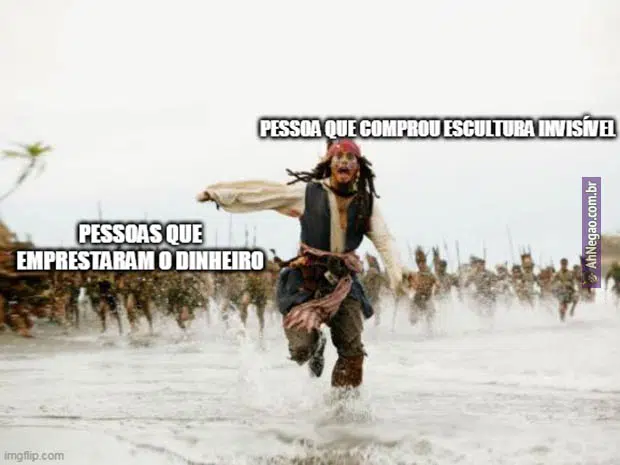 PESSOA QUE COMPROU ESCULTURA INVISÍVEL
PESSOAS QUE
EMPRESTARAM O DINHEIRO
AhNegao.com.br
imgflip.com